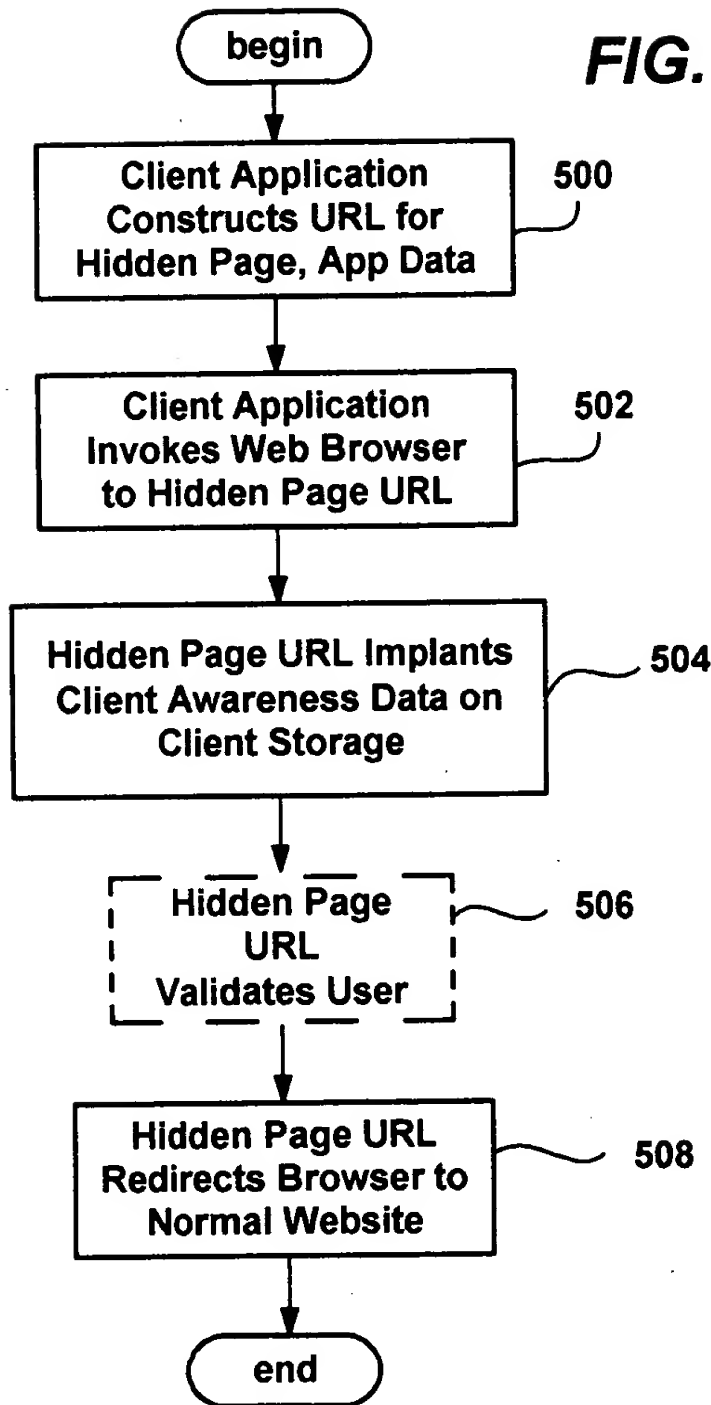 begin
FIG.
Client Application
Constructs URL for
Hidden Page, App Data
500
Client Application
Invokes Web Browser
to Hidden Page URL
502
Hidden Page URL Implants
Client Awareness Data on
Client Storage
504
Hidden Page
URL
Validates User
506
Hidden Page URL
Redirects Browser to
Normal Website
508
end